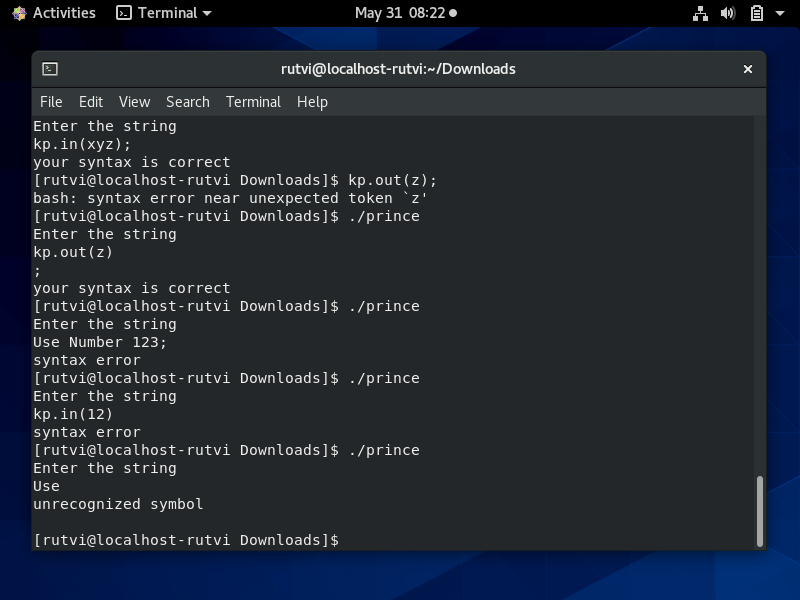 Activities Terminal May 31 08:22
rutvi@localhost-rutvi:~/Downloads
File Edit View Search Terminal Help
Enter the string
kp.in(xyz);
your syntax is correct
[rutvi@localhost-rutvi Downloads]$ kp.out(z);
bash: syntax error near unexpected token `z'
[rutvi@localhost-rutvi Downloads]$ ./prince
Enter the string
kp.out(z)
;
your syntax is correct
[rutvi@localhost-rutvi Downloads]$ ./prince
Enter the string
Use Number 123;
syntax error
[rutvi@localhost-rutvi Downloads]$ ./prince
Enter the string
kp.in(12)
syntax error
[rutvi@localhost-rutvi Downloads]$ ./prince
Enter the string
Use
unrecognized symbol
[rutvi@localhost-rutvi Downloads]$